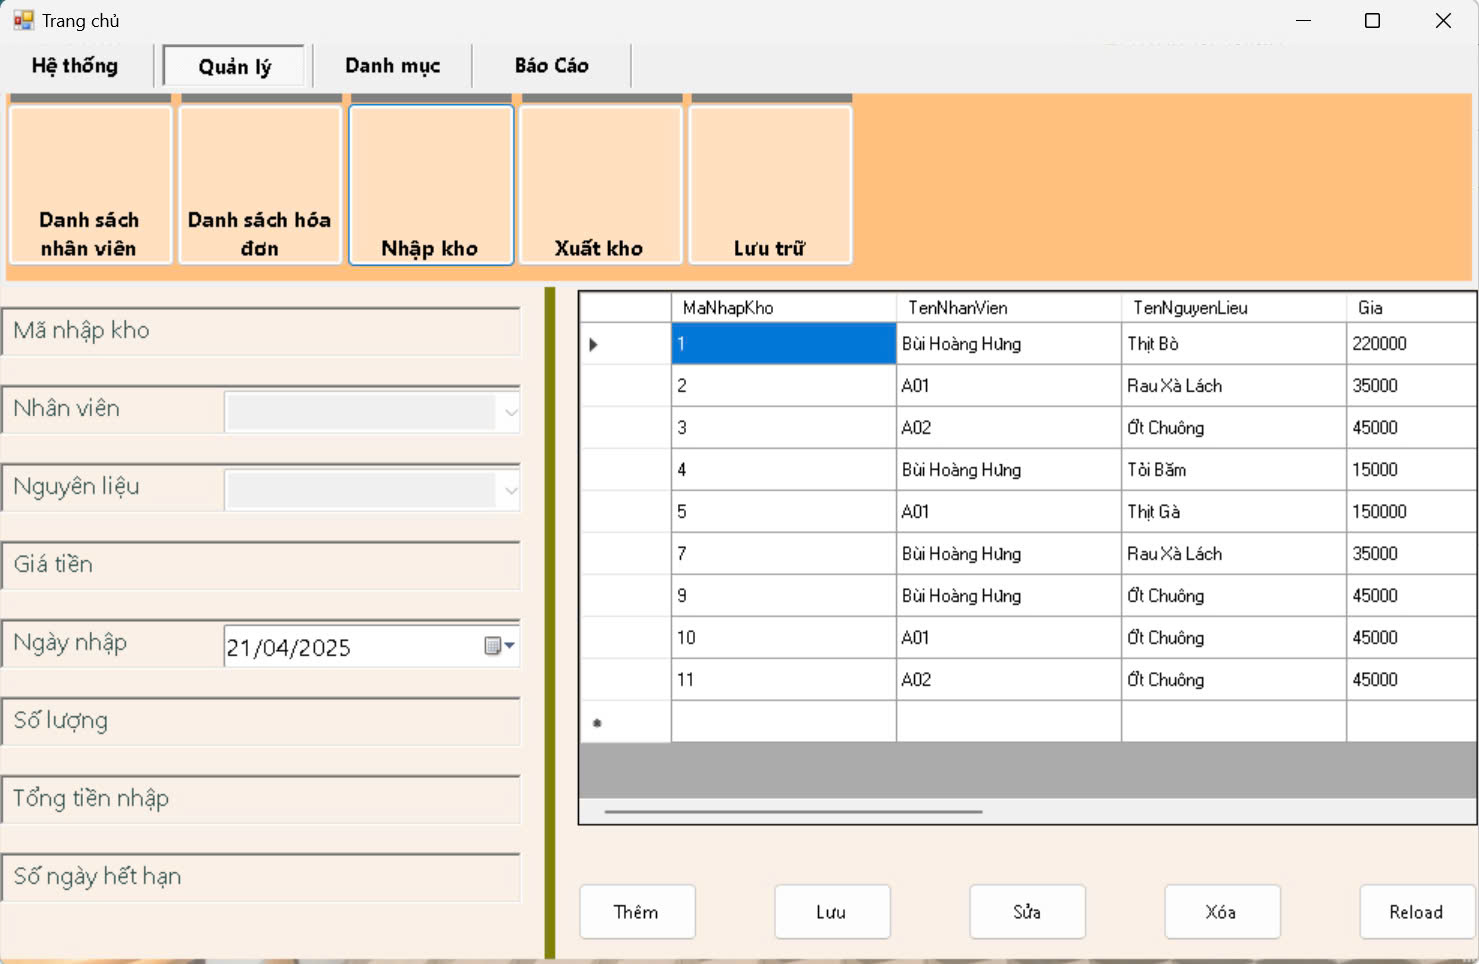 Trang chủ
Hệ thống Quản lý Danh mục Báo Cáo
Danh sách nhân viên
Danh sách hóa đơn
Nhập kho
Xuất kho
Lưu trữ
Mã nhập kho
Nhân viên
Nguyên liệu
Giá tiền
Ngày nhập 21/04/2025
Số lượng
Tổng tiền nhập
Số ngày hết hạn
MaNhapKho TenNhanVien TenNguyenLieu Gia
1 Bùi Hoàng Hưng Thịt Bò 220000
2 A01 Rau Xà Lách 35000
3 A02 Ớt Chuông 45000
4 Bùi Hoàng Hưng Tỏi Băm 15000
5 A01 Thịt Gà 150000
7 Bùi Hoàng Hưng Rau Xà Lách 35000
9 Bùi Hoàng Hưng Ớt Chuông 45000
10 A01 Ớt Chuông 45000
11 A02 Ớt Chuông 45000
Thêm Lưu Sửa Xóa Reload